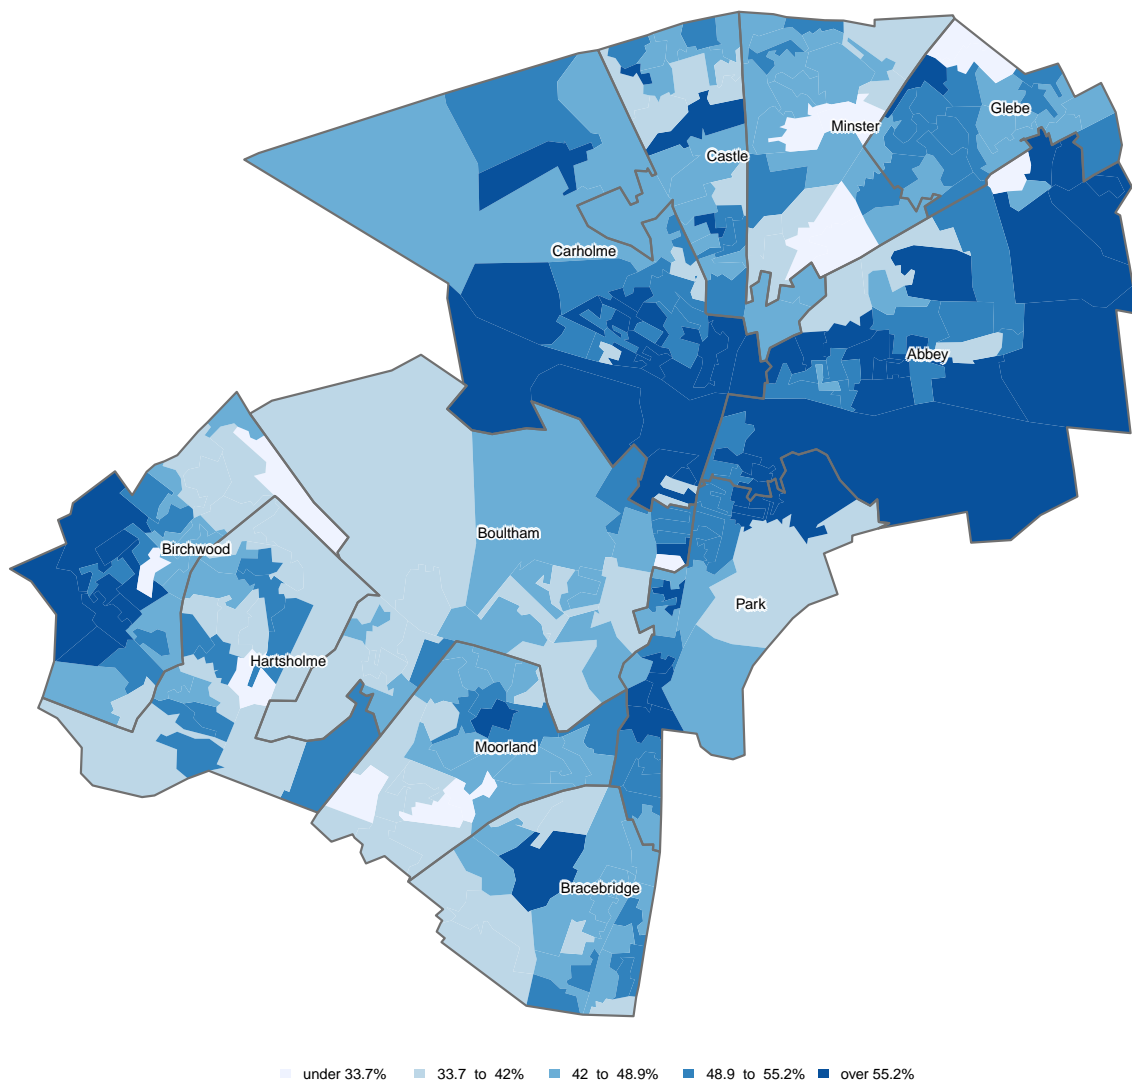 Glebe
Minster
Castle
Carholme
Abbey
Boultham
Birchwood
Park
Hartsholme
Moorland
Bracebridge
under 33.7% 33.7 to 42% 42 to 48.9% 48.9 to 55.2% over 55.2%